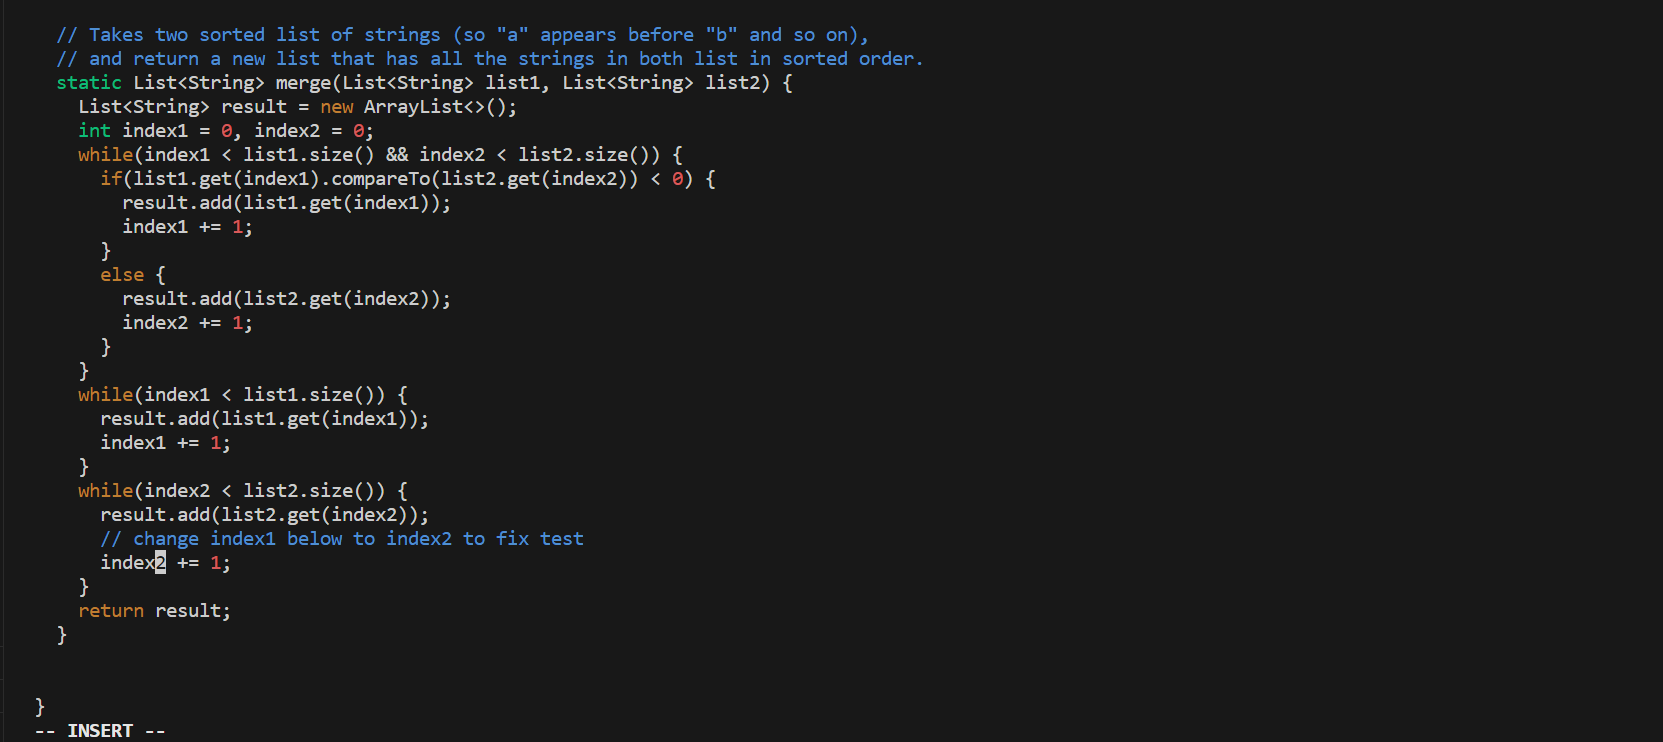 // Takes two sorted list of strings (so "a" appears before "b" and so on),
// and return a new list that has all the strings in both list in sorted order.
static List<String> merge(List<String> list1, List<String> list2) {
List<String> result = new ArrayList<>();
int index1 = 0, index2 = 0;
while(index1 < list1.size() && index2 < list2.size()) {
if(list1.get(index1).compareTo(list2.get(index2)) < 0) {
result.add(list1.get(index1));
index1 += 1;
}
else {
result.add(list2.get(index2));
index2 += 1;
}
}
while(index1 < list1.size()) {
result.add(list1.get(index1));
index1 += 1;
}
while(index2 < list2.size()) {
result.add(list2.get(index2));
// change index1 below to index2 to fix test
index2 += 1;
}
return result;
}
}
-- INSERT --